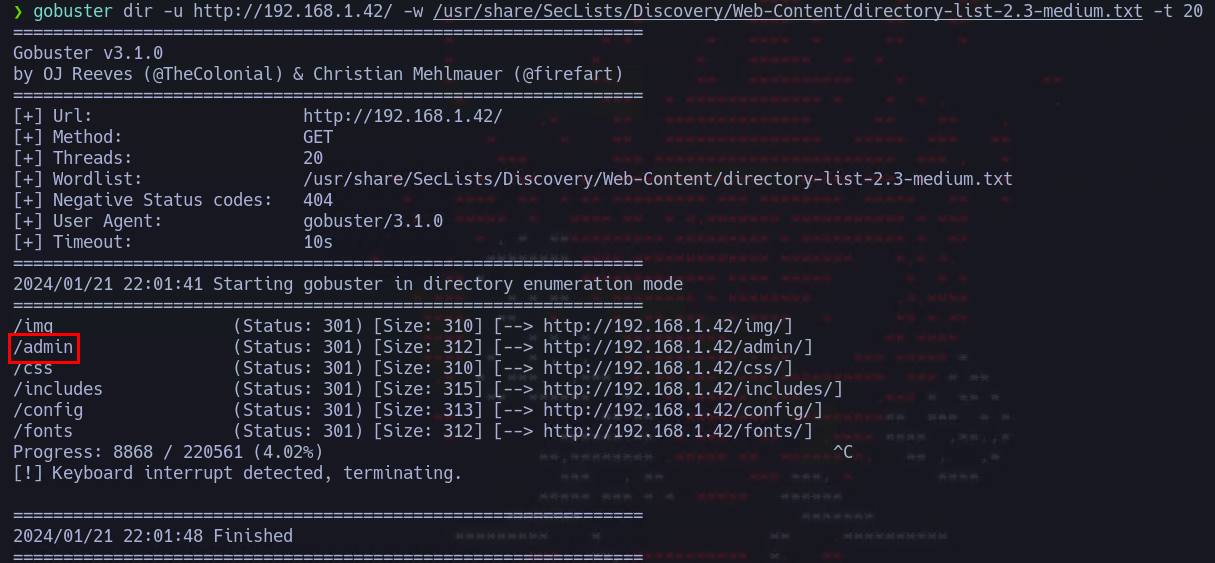 ❯ gobuster dir -u http://192.168.1.42/ -w /usr/share/SecLists/Discovery/Web-Content/directory-list-2.3-medium.txt -t 20
===============================================================
Gobuster v3.1.0
by OJ Reeves (@TheColonial) & Christian Mehlmauer (@firefart)
===============================================================
[+] Url:                     http://192.168.1.42/
[+] Method:                  GET
[+] Threads:                 20
[+] Wordlist:                /usr/share/SecLists/Discovery/Web-Content/directory-list-2.3-medium.txt
[+] Negative Status codes:   404
[+] User Agent:              gobuster/3.1.0
[+] Timeout:                 10s
===============================================================
2024/01/21 22:01:41 Starting gobuster in directory enumeration mode
===============================================================
/img                  (Status: 301) [Size: 310] [--> http://192.168.1.42/img/]
/admin                (Status: 301) [Size: 312] [--> http://192.168.1.42/admin/]
/css                  (Status: 301) [Size: 310] [--> http://192.168.1.42/css/]
/includes             (Status: 301) [Size: 315] [--> http://192.168.1.42/includes/]
/config               (Status: 301) [Size: 313] [--> http://192.168.1.42/config/]
/fonts                (Status: 301) [Size: 312] [--> http://192.168.1.42/fonts/]
Progress: 8868 / 220561 (4.02%)                                                   ^C
[!] Keyboard interrupt detected, terminating.
===============================================================
2024/01/21 22:01:48 Finished
===============================================================